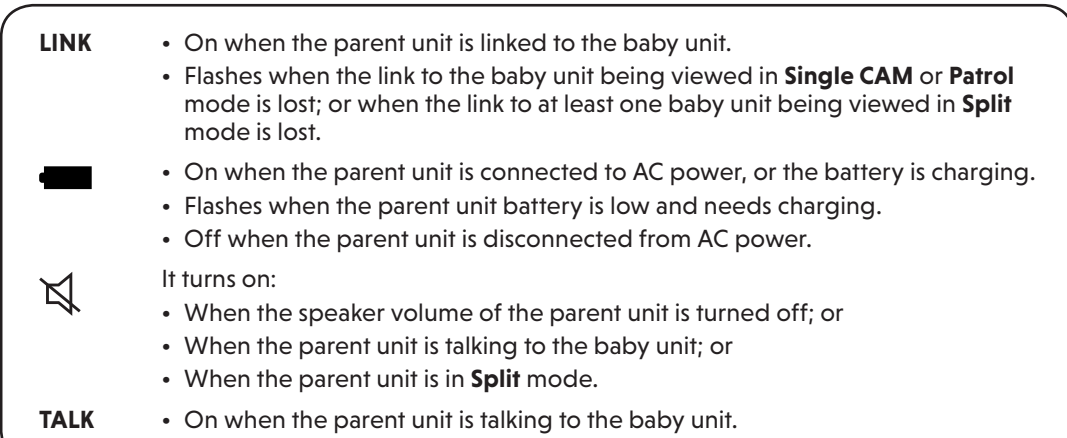 LINK • On when the parent unit is linked to the baby unit.
• Flashes when the link to the baby unit being viewed in Single CAM or Patrol
mode is lost; or when the link to at least one baby unit being viewed in Split
mode is lost.
• On when the parent unit is connected to AC power, or the battery is charging.
• Flashes when the parent unit battery is low and needs charging.
• Off when the parent unit is disconnected from AC power.
It turns on:
• When the speaker volume of the parent unit is turned off; or
• When the parent unit is talking to the baby unit; or
• When the parent unit is in Split mode.
TALK • On when the parent unit is talking to the baby unit.